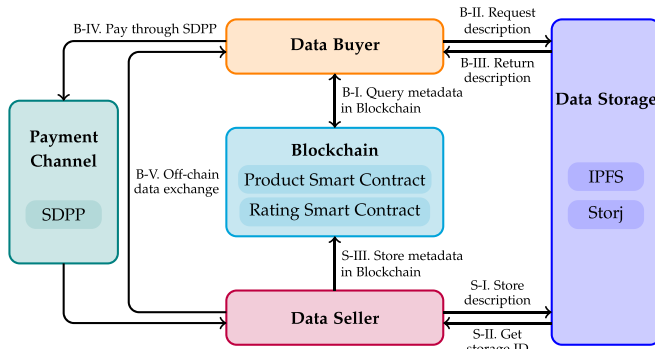 B-IV. Pay through SDPP
Data Buyer
B-II. Request
description
B-III. Return
description
B-I. Query metadata
in Blockchain
Data Storage
IPFS
Storj
Payment
Channel
SDPP
B-V. Off-chain
data exchange
Blockchain
Product Smart Contract
Rating Smart Contract
S-III. Store metadata
in Blockchain
Data Seller
S-I. Store
description
S-II. Get
storage ID